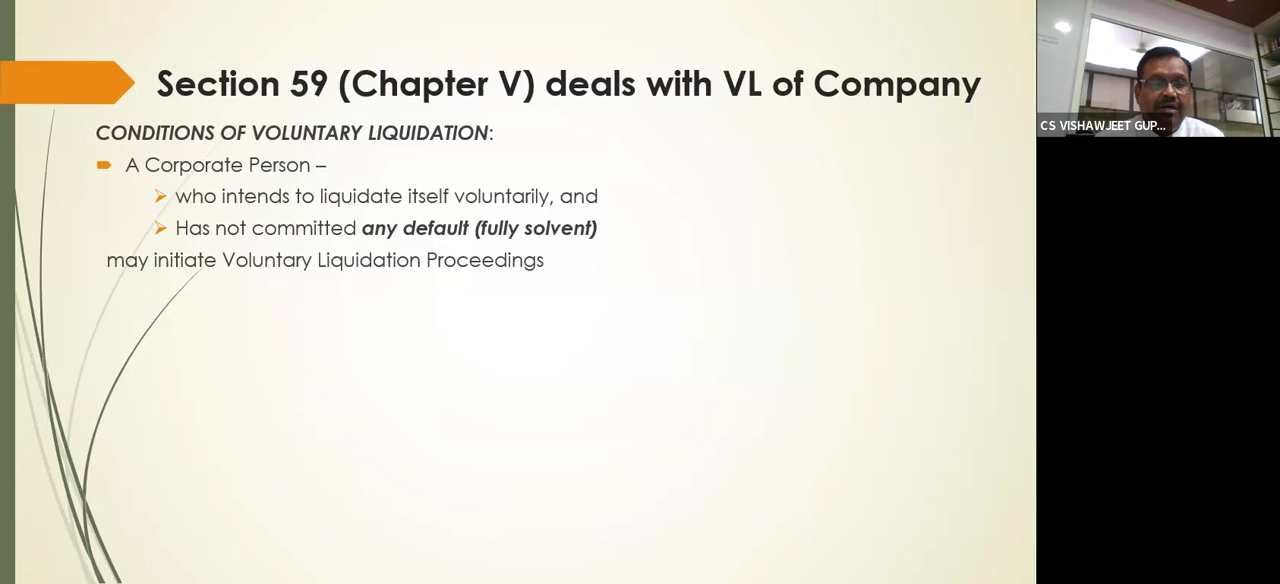 Section 59 (Chapter V) deals with VL of Company
CONDITIONS OF VOLUNTARY LIQUIDATION:
A Corporate Person –
who intends to liquidate itself voluntarily, and
Has not committed any default (fully solvent)
may initiate Voluntary Liquidation Proceedings
CS VISHAWJEET GUP...